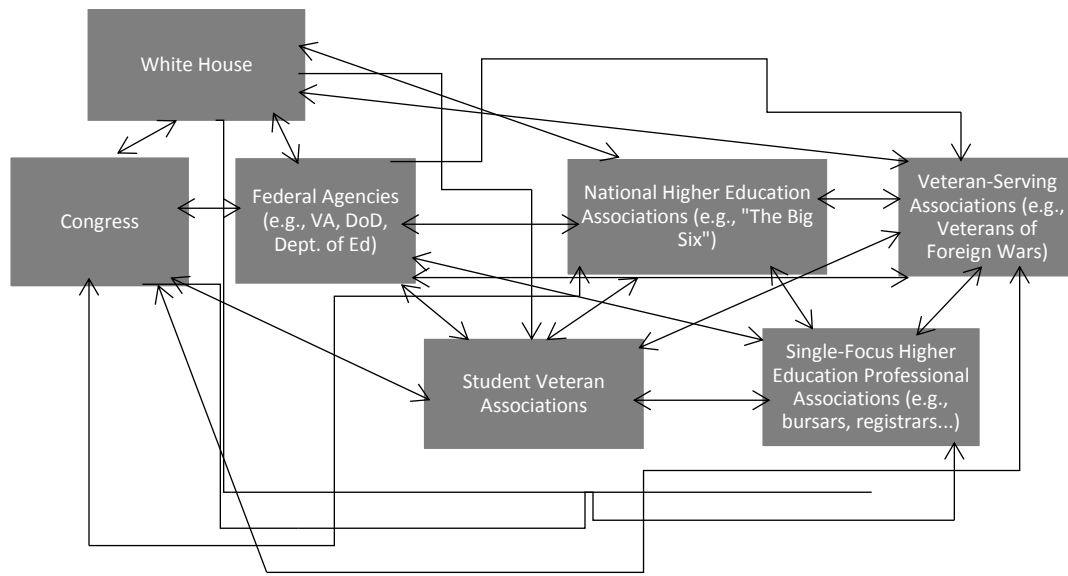 White House
Congress
Federal Agencies
(e.g., VA, DoD,
Dept. of Ed)
National Higher Education
Associations (e.g., "The Big
Six")
Veteran-Serving
Associations (e.g.,
Veterans of
Foreign Wars)
Student Veteran
Associations
Single-Focus Higher
Education Professional
Associations (e.g.,
bursars, registrars...)